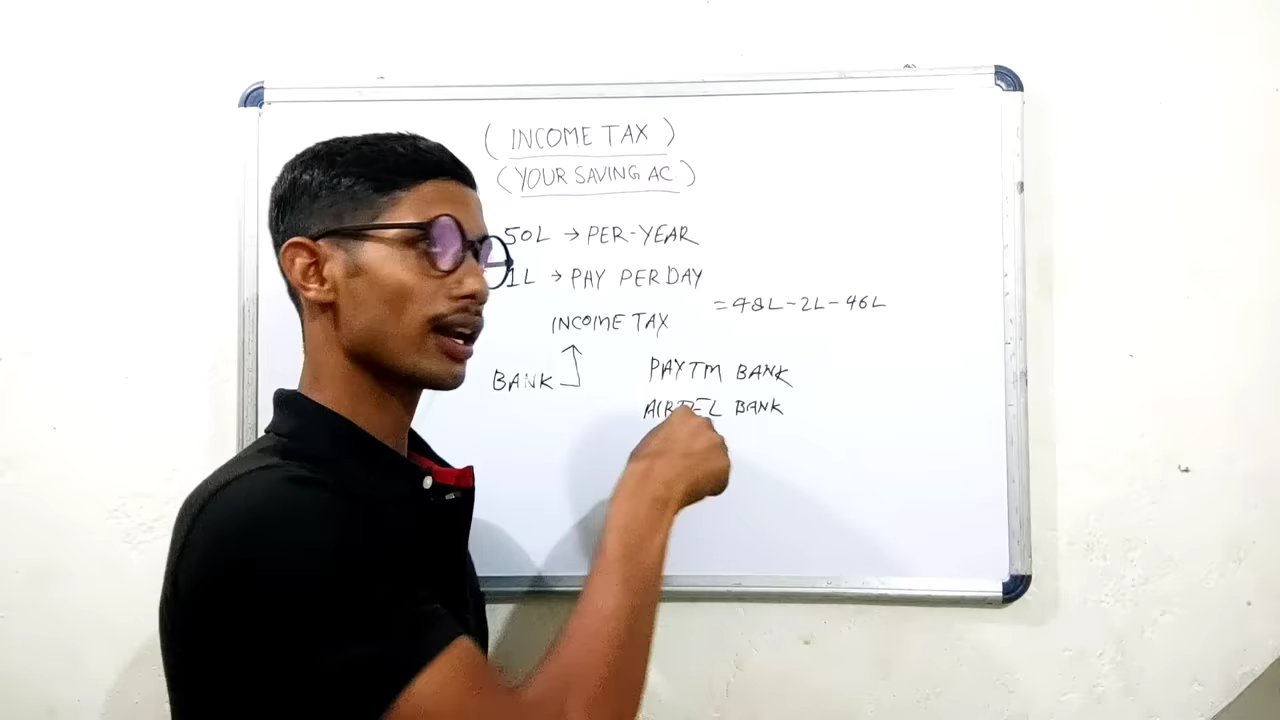 ( INCOME TAX )
( YOUR SAVING AC. )
50L → PER-YEAR
1L → PAY PER DAY
= 48L - 2L - 46L
INCOME TAX
BANK
PAYTM BANK
AIRTEL BANK